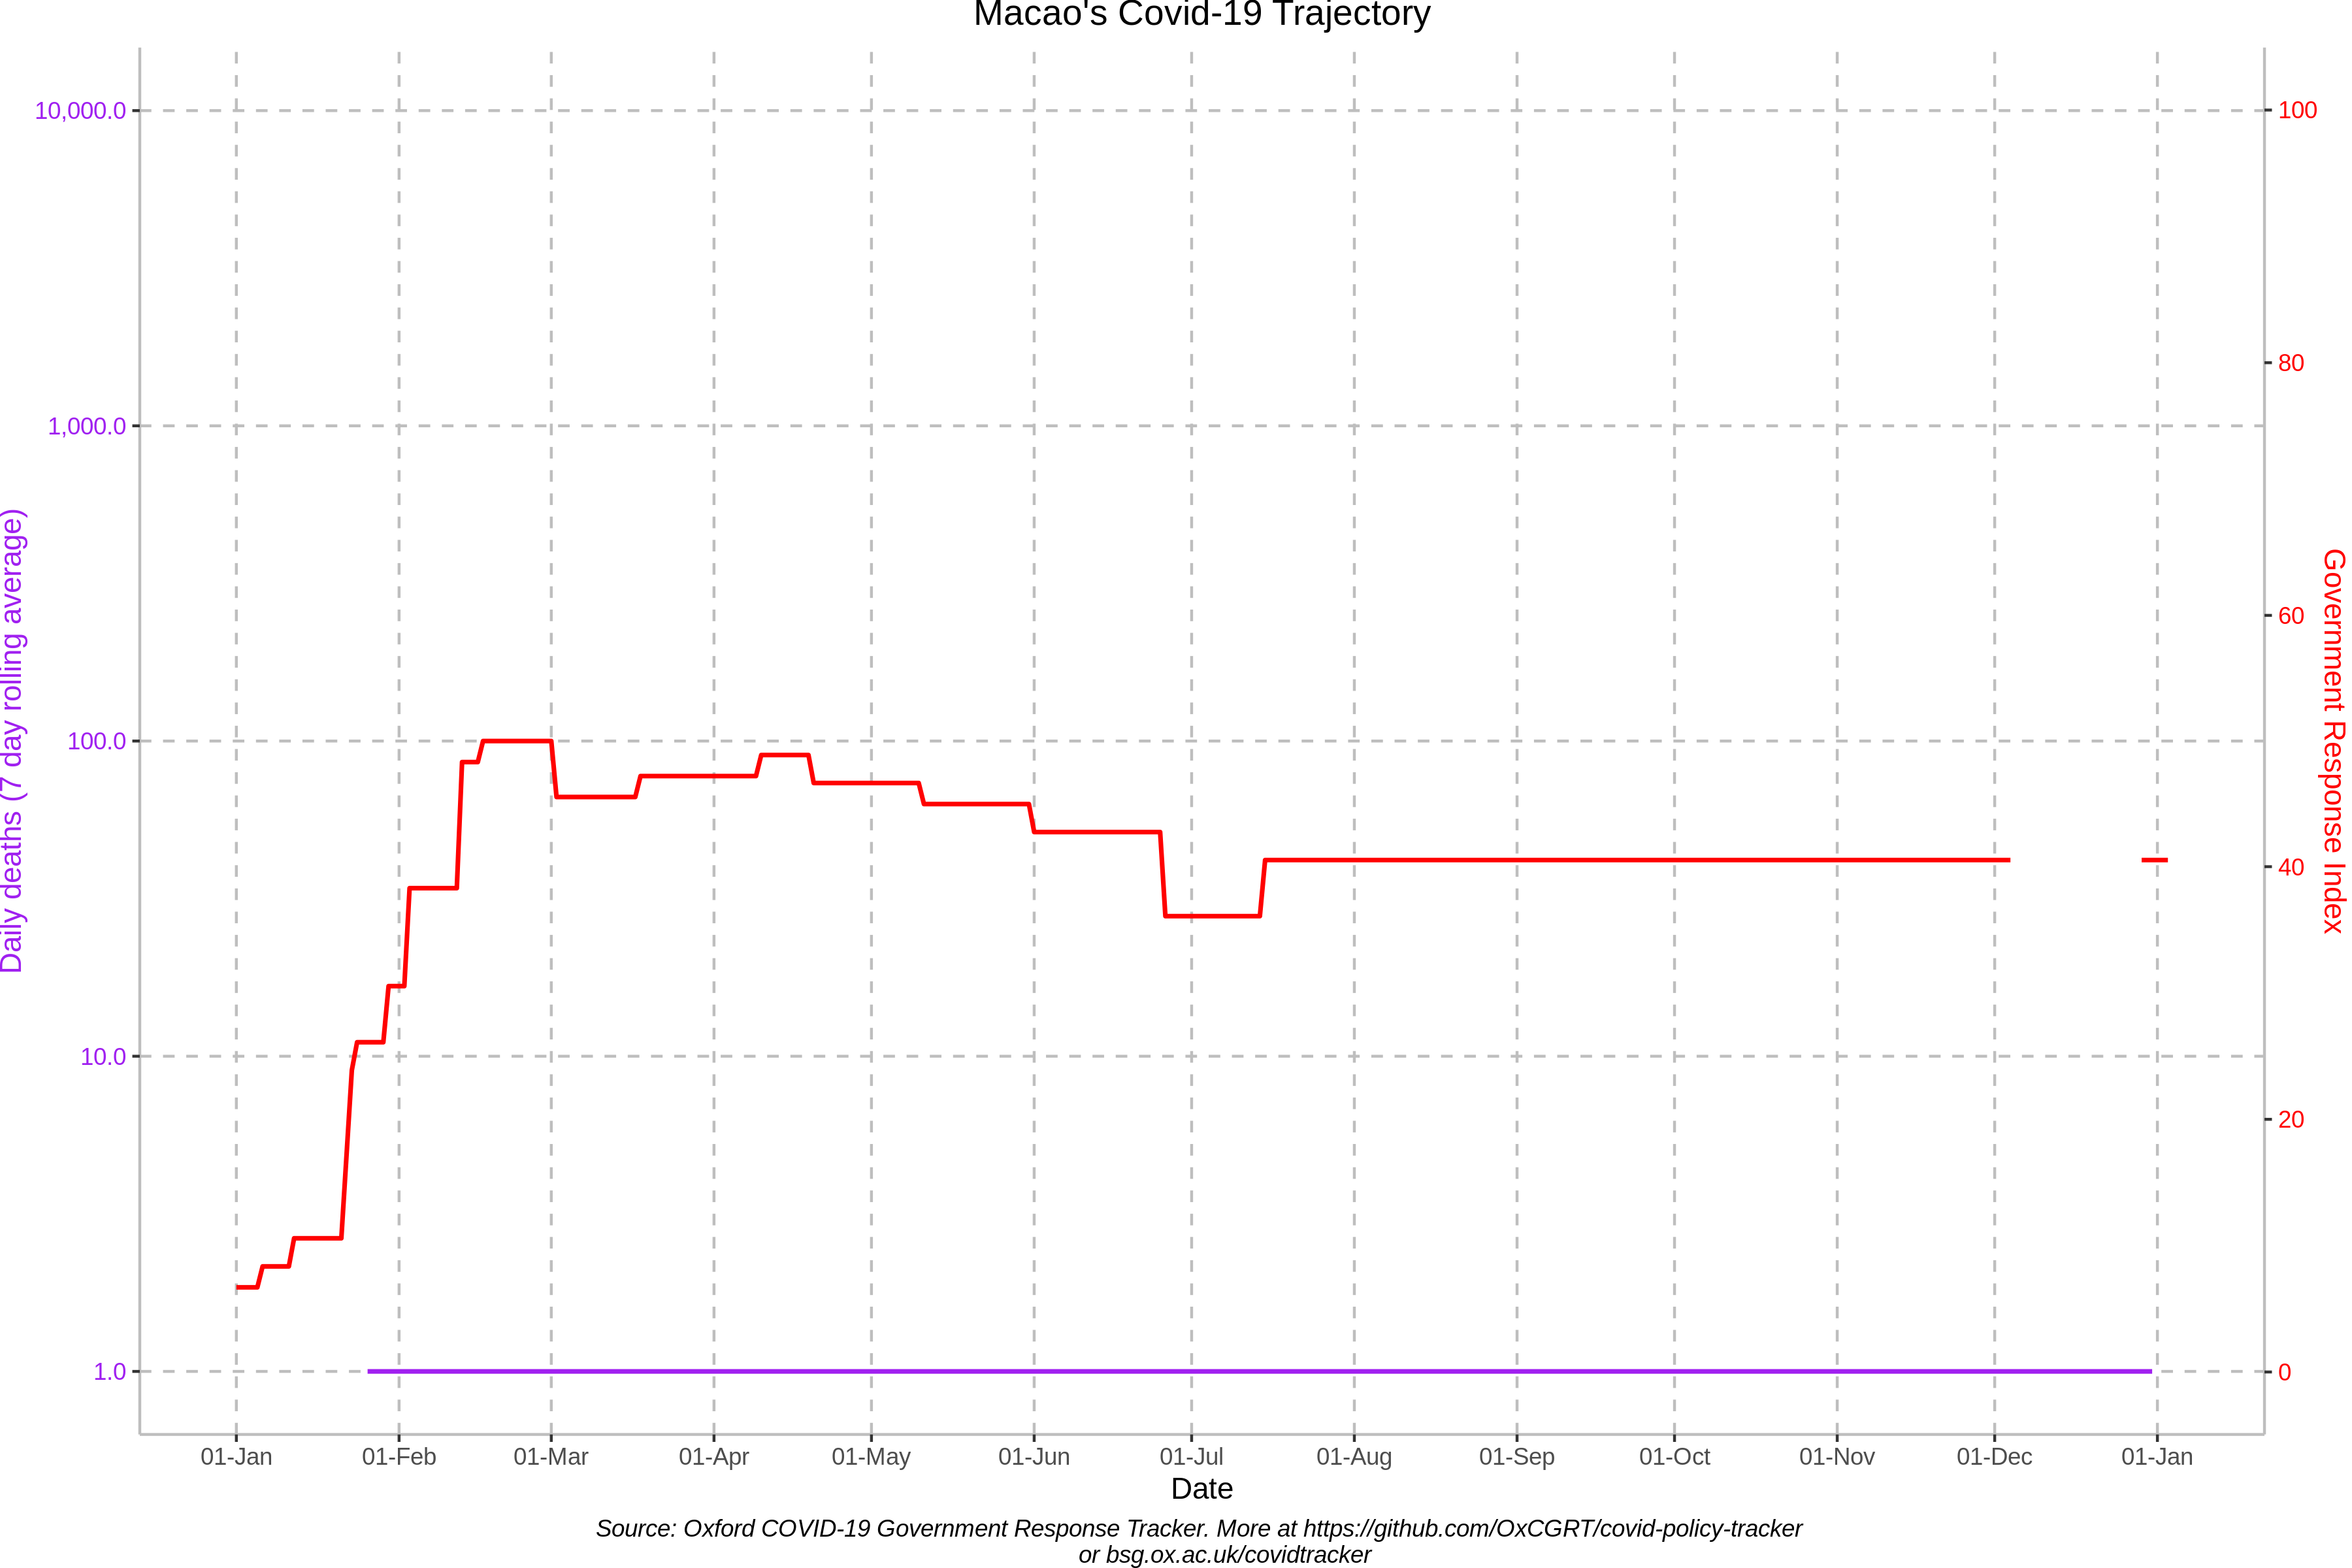 Macao's Covid-19 Trajectory
10,000.0
1,000.0
100.0
10.0
1.0
Daily deaths (7 day rolling average)
100
80
60
40
20
0
Government Response Index
01-Jan 01-Feb 01-Mar 01-Apr 01-May 01-Jun 01-Jul 01-Aug 01-Sep 01-Oct 01-Nov 01-Dec 01-Jan
Date
Source: Oxford COVID-19 Government Response Tracker. More at https://github.com/OxCGRT/covid-policy-tracker
or bsg.ox.ac.uk/covidtracker